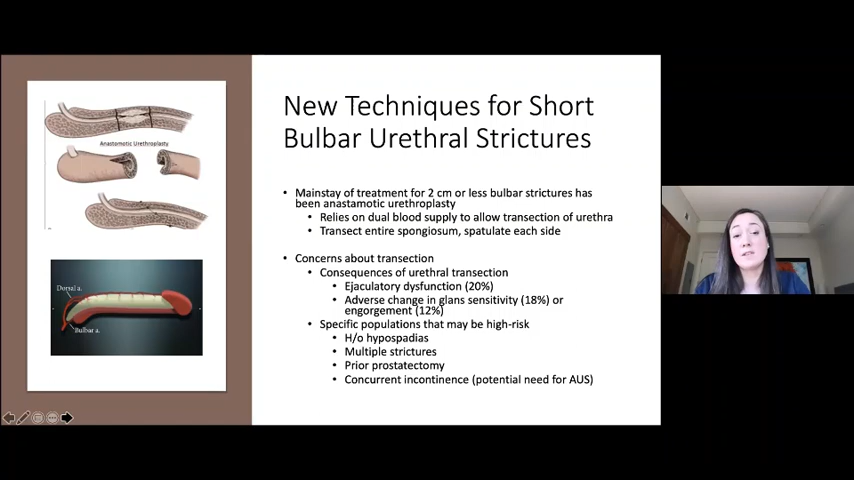 New Techniques for Short
Bulbar Urethral Strictures
Anastamotic Urethroplasty
Dorsal a.
Bulbar a.
• Mainstay of treatment for 2 cm or less bulbar strictures has
been anastamotic urethroplasty
• Relies on dual blood supply to allow transection of urethra
• Transect entire spongiosum, spatulate each side
• Concerns about transection
• Consequences of urethral transection
• Ejaculatory dysfunction (20%)
• Adverse change in glans sensitivity (18%) or
engorgement (12%)
• Specific populations that may be high-risk
• H/o hypospadias
• Multiple strictures
• Prior prostatectomy
• Concurrent incontinence (potential need for AUS)